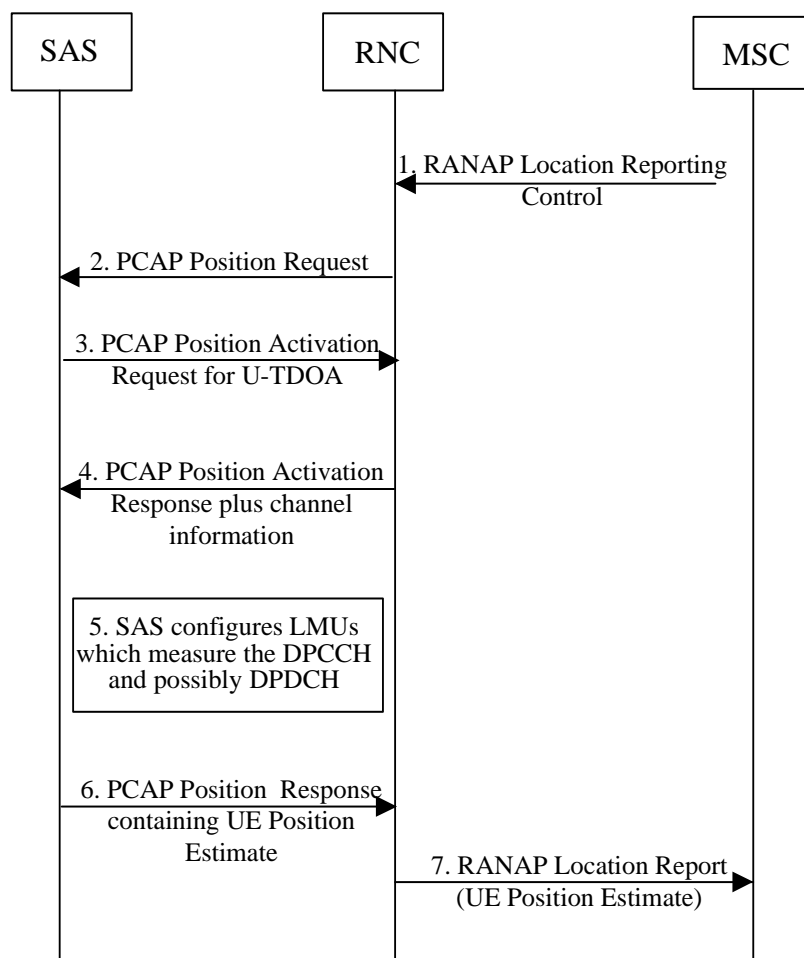 SAS
RNC
MSC
1. RANAP Location Reporting
Control
2. PCAP Position Request
3. PCAP Position Activation
Request for U-TDOA
4. PCAP Position Activation
Response plus channel
information
5. SAS configures LMUs
which measure the DPCCH
and possibly DPDCH
6. PCAP Position Response
containing UE Position
Estimate
7. RANAP Location Report
(UE Position Estimate)